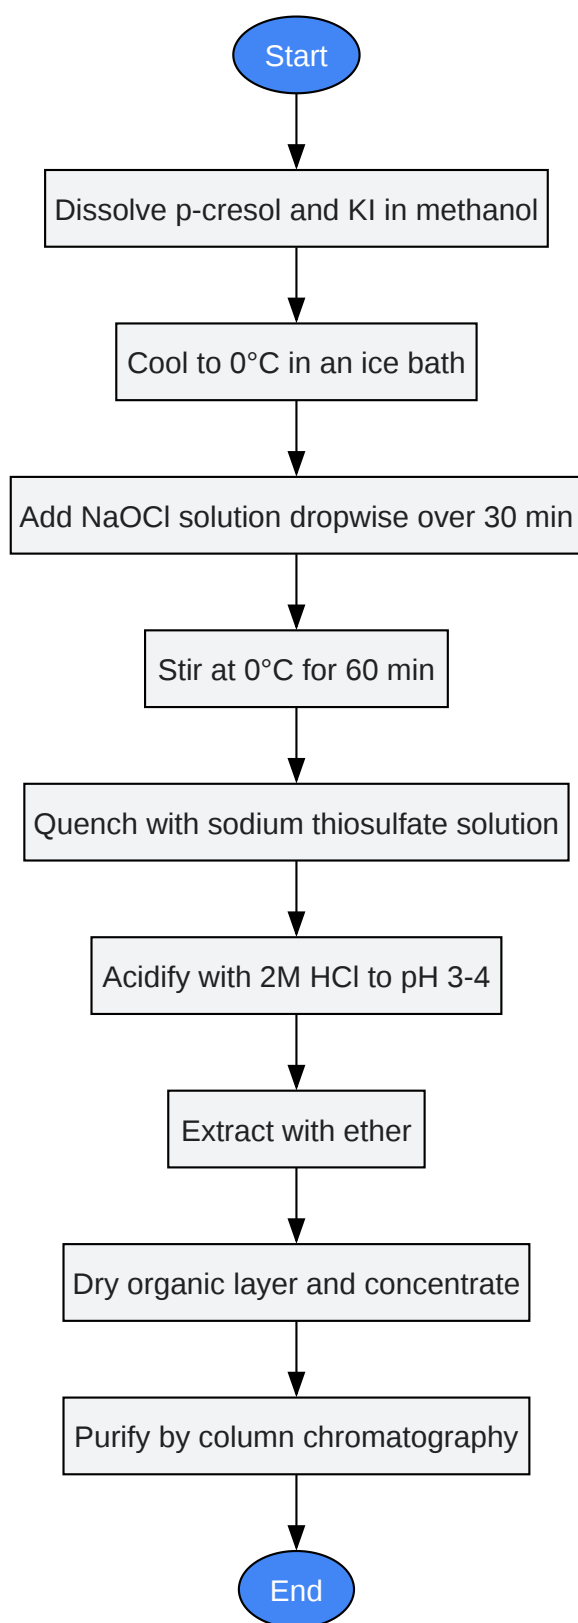 Start
Dissolve p-cresol and KI in methanol
Cool to 0°C in an ice bath
Add NaOCl solution dropwise over 30 min
Stir at 0°C for 60 min
Quench with sodium thiosulfate solution
Acidify with 2M HCl to pH 3-4
Extract with ether
Dry organic layer and concentrate
Purify by column chromatography
End